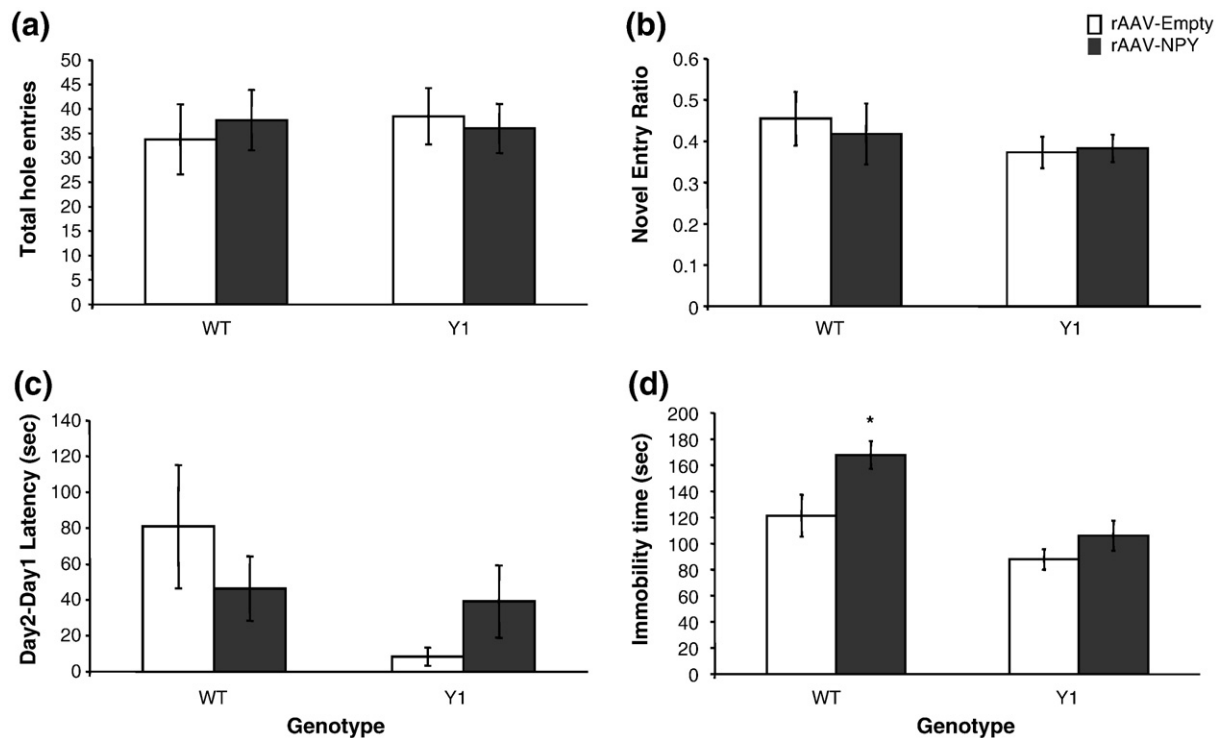 (a)
Total hole entries
50
45
40
35
30
25
20
15
10
5
0
WT
Y1
(b)
rAAV-Empty
rAAV-NPY
Novel Entry Ratio
0.6
0.5
0.4
0.3
0.2
0.1
0
WT
Y1
(c)
Day2-Day1 Latency (sec)
140
120
100
80
60
40
20
0
WT
Y1
Genotype
(d)
Immobility time (sec)
200
180
160
140
120
100
80
60
40
20
0
*
WT
Y1
Genotype